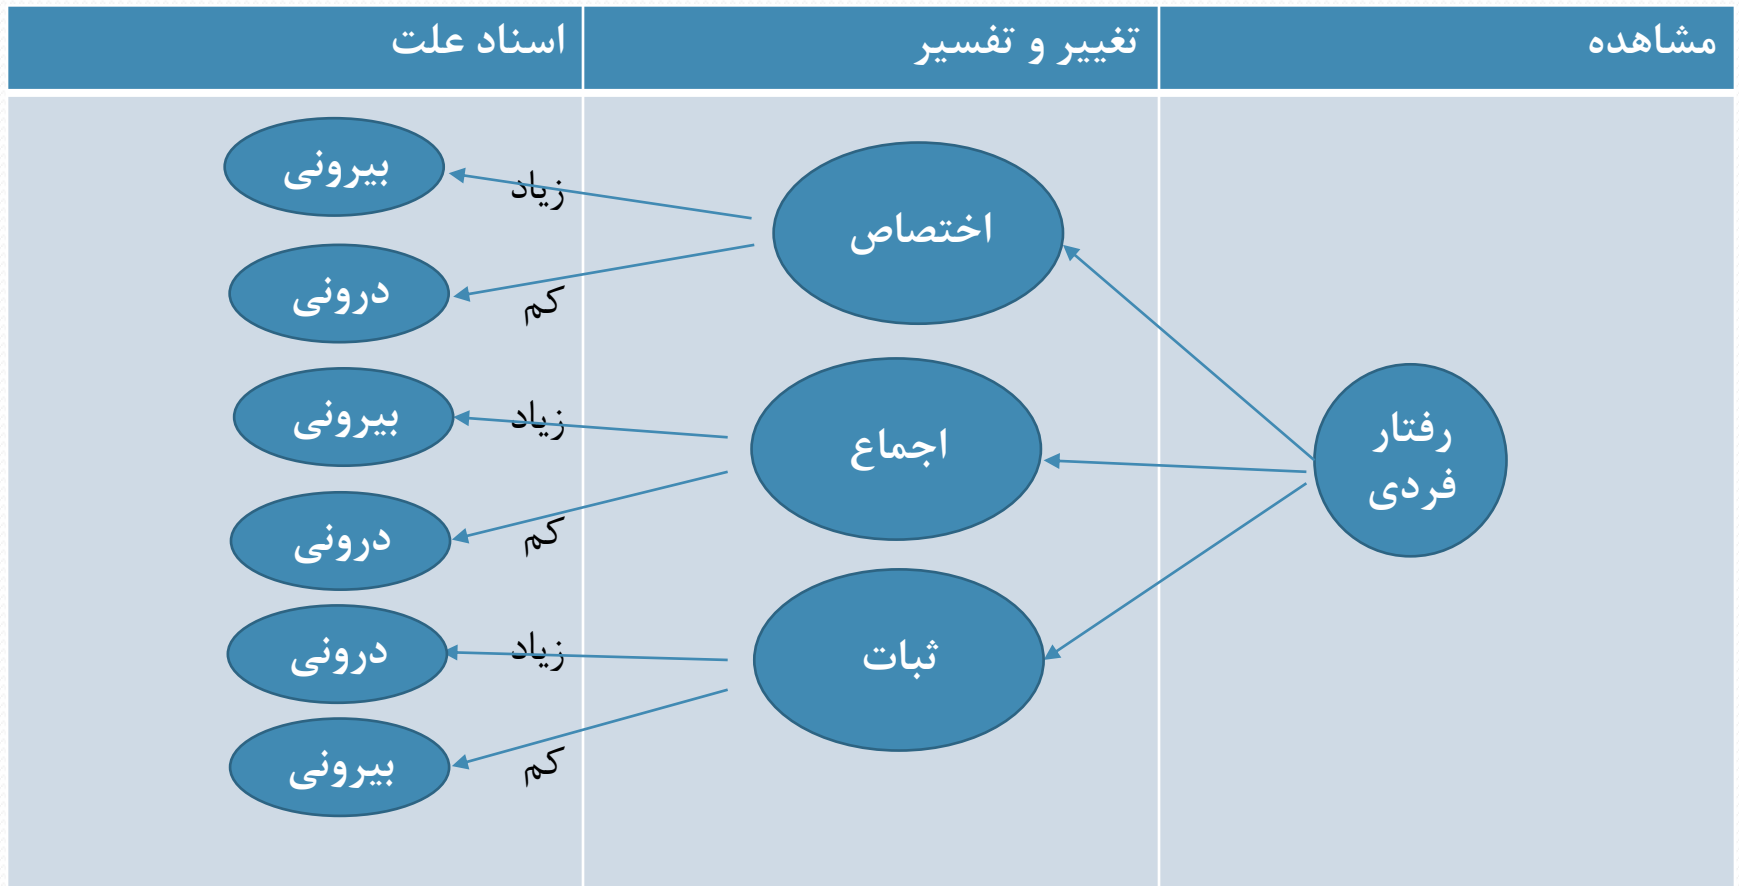 مشاهده
تغییر و تفسیر
اسناد علت
رفتار
فردی
اختصاص
زیاد
بیرونی
کم
درونی
اجماع
زیاد
بیرونی
کم
درونی
ثبات
زیاد
درونی
کم
بیرونی